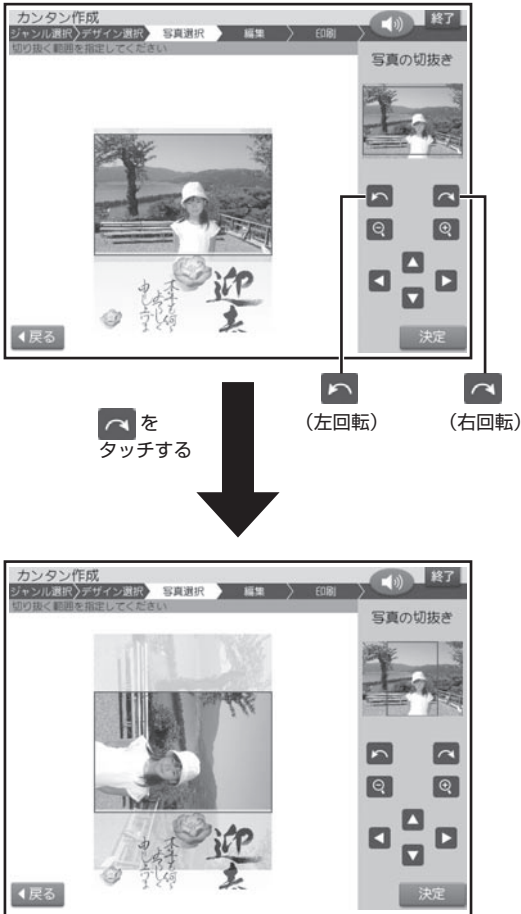 カンタン作成
終了
ジャンル選択〉デザイン選択 写真選択 編集 印刷
切り抜く範囲を指定してください
写真の切抜き
迎春
戻る
決定
(左回転)
(右回転)
を
タッチする
カンタン作成
終了
ジャンル選択〉デザイン選択 写真選択 編集 印刷
切り抜く範囲を指定してください
写真の切抜き
迎春
戻る
決定